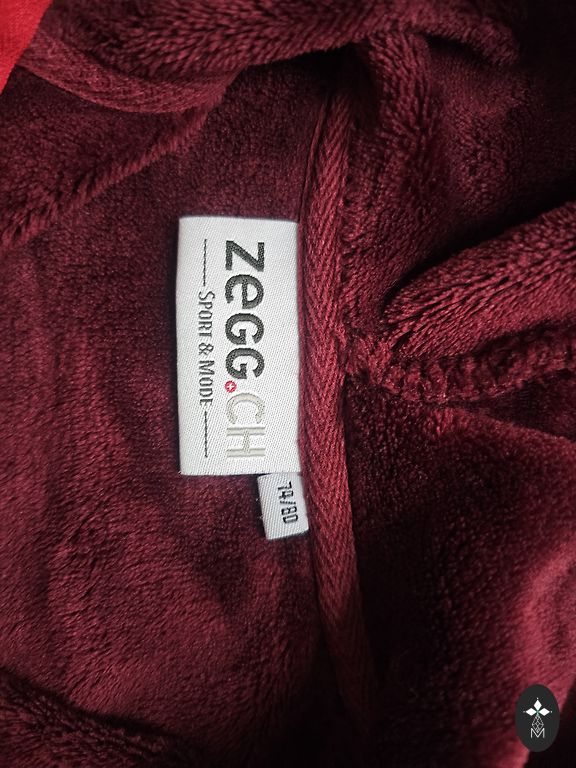 ZeGG.CH
SPORT & MODE
74/80
M